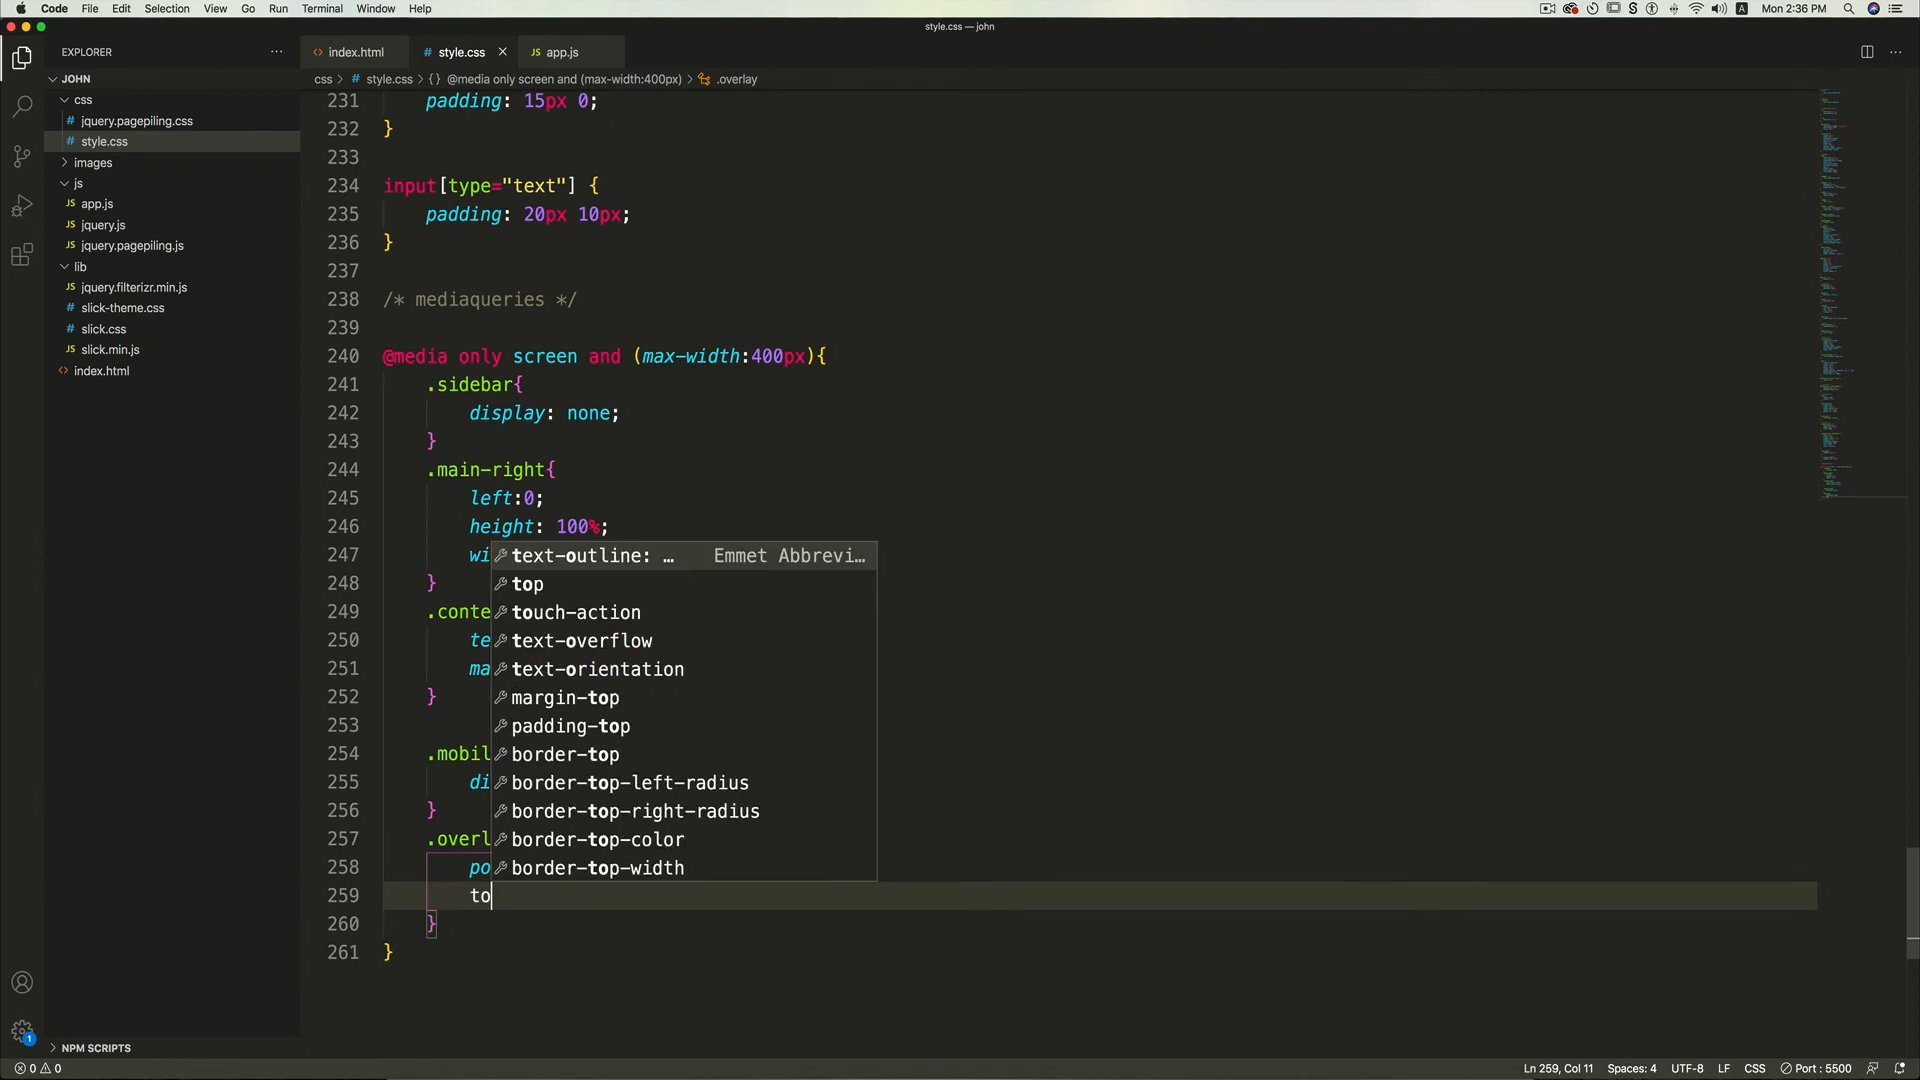 Code File Edit Selection View Go Run Terminal Window Help
Mon 2:36 PM
style.css — john
EXPLORER
index.html
style.css
app.js
JOHN
css > style.css > {} @media only screen and (max-width:400px) > .overlay
css
jquery.pagepiling.css
style.css
images
js
app.js
jquery.js
jquery.pagepiling.js
lib
jquery.filterizr.min.js
slick-theme.css
slick.css
slick.min.js
index.html
231 padding: 15px 0;
232 }
233
234 input[type="text"] {
235 padding: 20px 10px;
236 }
237
238 /* mediaqueries */
239
240 @media only screen and (max-width:400px){
241 .sidebar{
242 display: none;
243 }
244 .main-right{
245 left:0;
246 height: 100%;
247 wi
248 }
249 .conte
250 te
251 ma
252 }
253
254 .mobil
255 di
256 }
257 .overl
258 po
259 to
260 }
261 }
text-outline: … Emmet Abbrevi…
top
touch-action
text-overflow
text-orientation
margin-top
padding-top
border-top
border-top-left-radius
border-top-right-radius
border-top-color
border-top-width
1
NPM SCRIPTS
0 0
Ln 259, Col 11 Spaces: 4 UTF-8 LF CSS Port : 5500